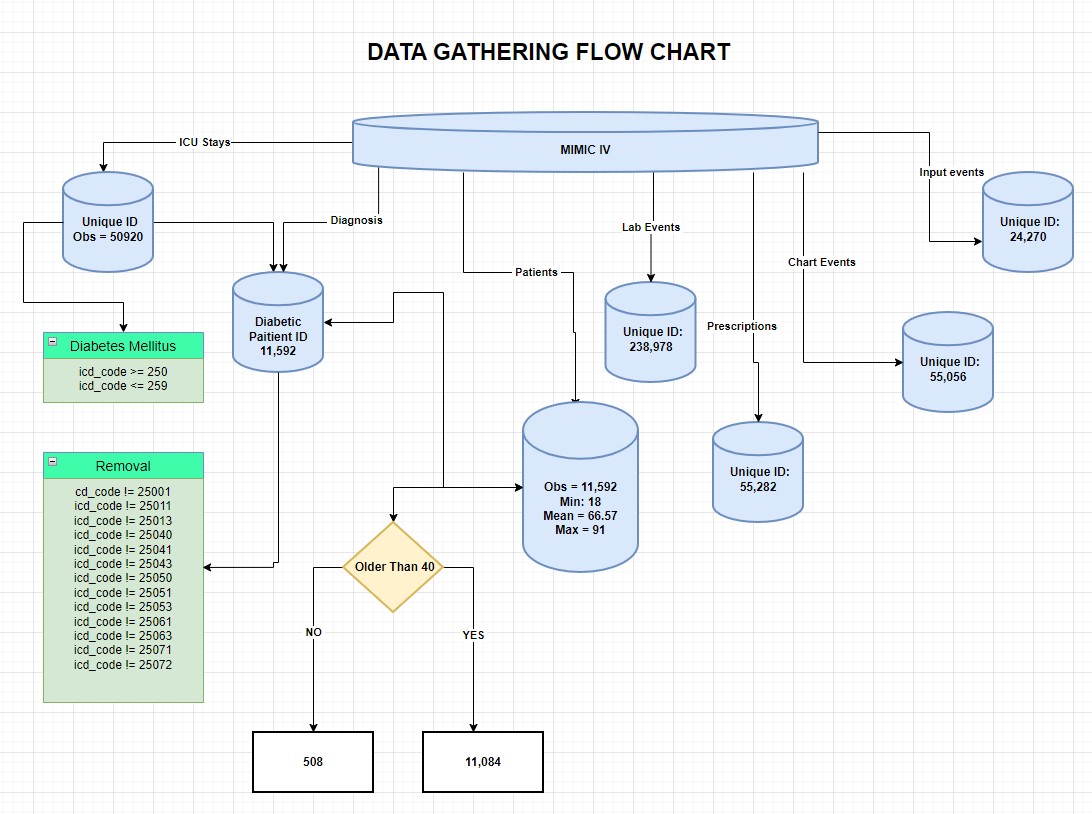 DATA GATHERING FLOW CHART
MIMIC IV
ICU Stays
Unique ID
Obs = 50920
Diagnosis
Patients
Lab Events
Prescriptions
Chart Events
Input events
Unique ID:
24,270
Diabetic
Paitient ID
11,592
Unique ID:
238,978
Unique ID:
55,056
Diabetes Mellitus
icd_code >= 250
icd_code <= 259
Removal
cd_code != 25001
icd_code != 25011
icd_code != 25013
icd_code != 25040
icd_code != 25041
icd_code != 25043
icd_code != 25050
icd_code != 25051
icd_code != 25053
icd_code != 25061
icd_code != 25063
icd_code != 25071
icd_code != 25072
Unique ID:
55,282
Obs = 11,592
Min: 18
Mean = 66.57
Max = 91
Older Than 40
NO
YES
508
11,084